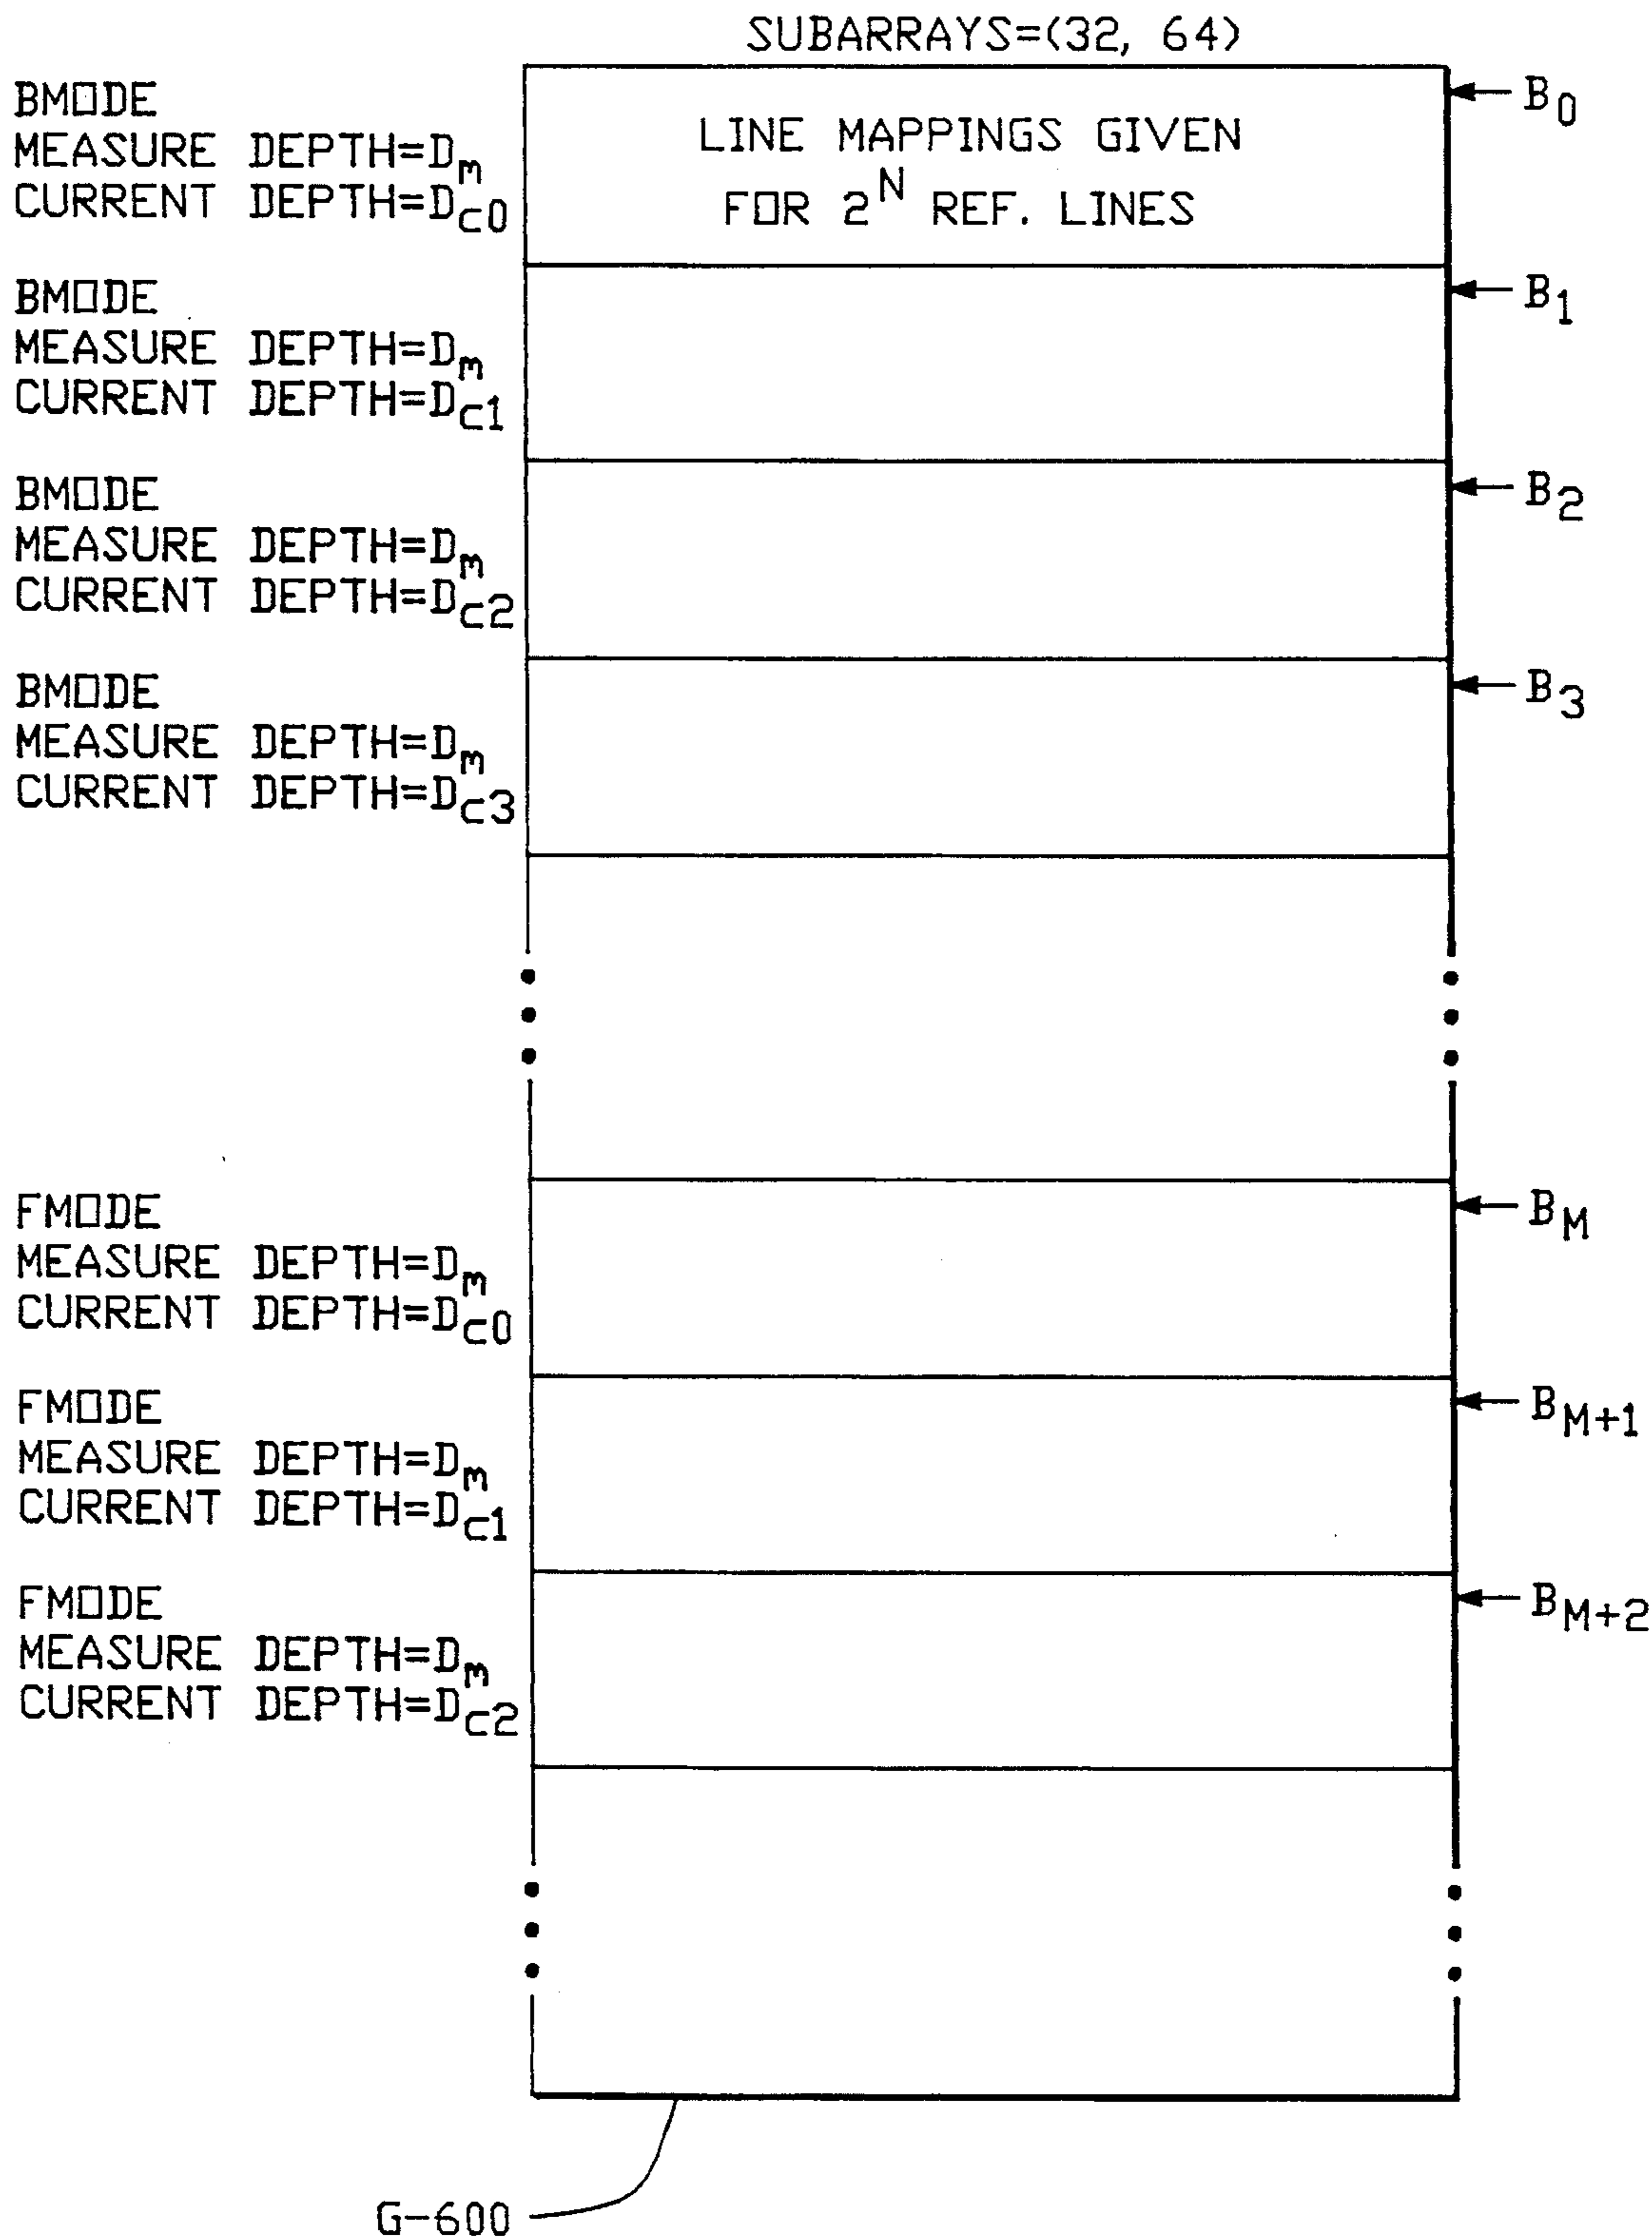 SUBARRAYS=(32, 64)
BMODE
MEASURE DEPTH=Dm
CURRENT DEPTH=Dc0
LINE MAPPINGS GIVEN
FOR 2^N REF. LINES
B0
BMODE
MEASURE DEPTH=Dm
CURRENT DEPTH=Dc1
B1
BMODE
MEASURE DEPTH=Dm
CURRENT DEPTH=Dc2
B2
BMODE
MEASURE DEPTH=Dm
CURRENT DEPTH=Dc3
B3
FMODE
MEASURE DEPTH=Dm
CURRENT DEPTH=Dc0
BM
FMODE
MEASURE DEPTH=Dm
CURRENT DEPTH=Dc1
BM+1
FMODE
MEASURE DEPTH=Dm
CURRENT DEPTH=Dc2
BM+2
G-600